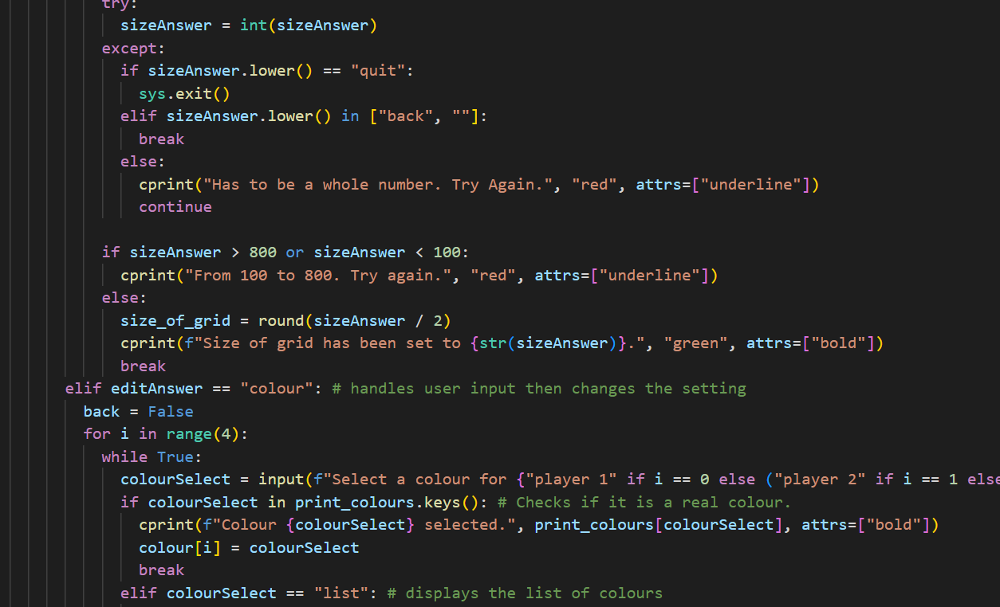 try:
sizeAnswer = int(sizeAnswer)
except:
if sizeAnswer.lower() == "quit":
sys.exit()
elif sizeAnswer.lower() in ["back", ""]:
break
else:
cprint("Has to be a whole number. Try Again.", "red", attrs=["underline"])
continue
if sizeAnswer > 800 or sizeAnswer < 100:
cprint("From 100 to 800. Try again.", "red", attrs=["underline"])
else:
size_of_grid = round(sizeAnswer / 2)
cprint(f"Size of grid has been set to {str(sizeAnswer)}.", "green", attrs=["bold"])
break
elif editAnswer == "colour": # handles user input then changes the setting
back = False
for i in range(4):
while True:
colourSelect = input(f"Select a colour for {"player 1" if i == 0 else ("player 2" if i == 1 else
if colourSelect in print_colours.keys(): # Checks if it is a real colour.
cprint(f"Colour {colourSelect} selected.", print_colours[colourSelect], attrs=["bold"])
colour[i] = colourSelect
break
elif colourSelect == "list": # displays the list of colours